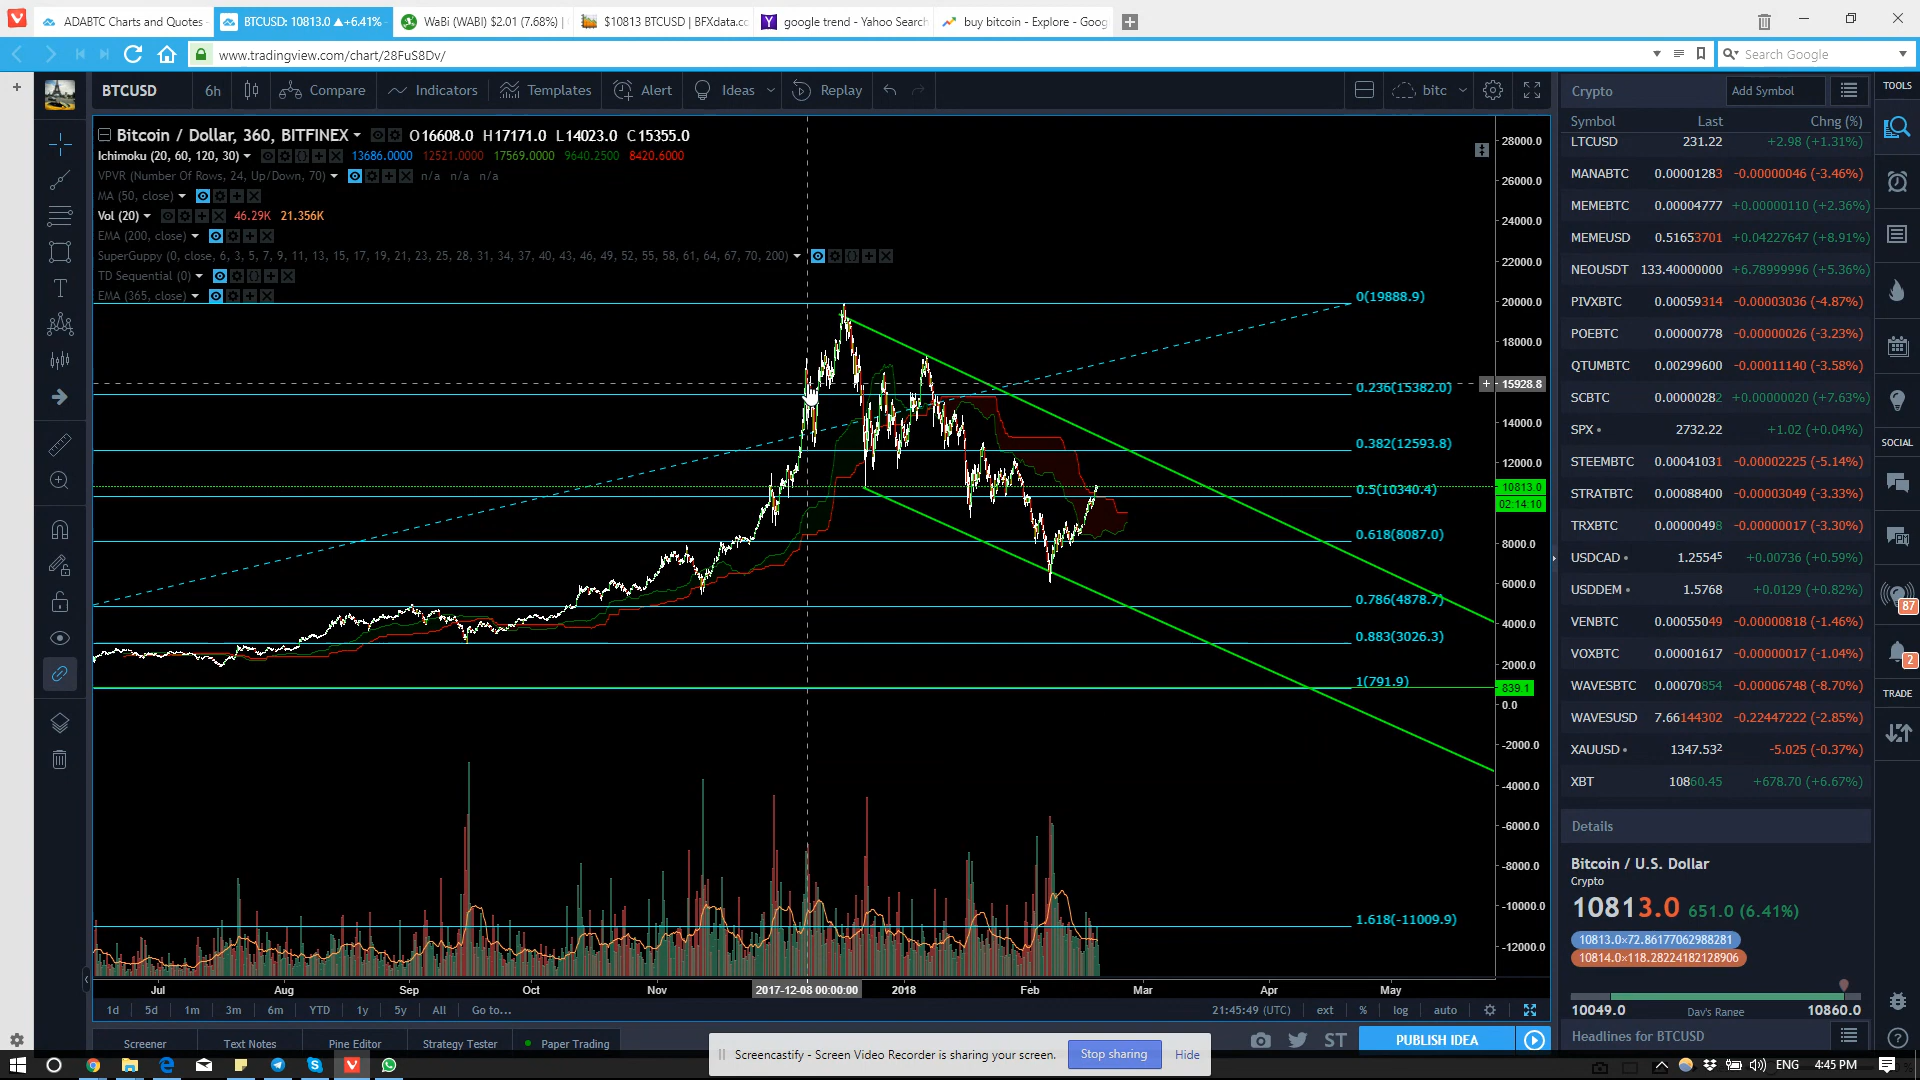 ADABTC Charts and Quotes
BTCUSD: 10813.0 ▲+6.41%
WaBi (WABI) $2.01 (7.68%) |
$10813 BTCUSD | BFXdata.cc
google trend - Yahoo Search
buy bitcoin - Explore - Goog
www.tradingview.com/chart/28FuS8Dv/
Search Google
BTCUSD
6h
Compare
Indicators
Templates
Alert
Ideas
Replay
bitc
Crypto
Add Symbol
TOOLS
Bitcoin / Dollar, 360, BITFINEX
O16608.0 H17171.0 L14023.0 C15355.0
Ichimoku (20, 60, 120, 30)
13686.0000 12521.0000 17569.0000 9640.2500 8420.6000
VPVR (Number Of Rows, 24, Up/Down, 70)
n/a n/a n/a
MA (50, close)
Vol (20)
46.29K 21.356K
EMA (200, close)
SuperGuppy (0, close, 6, 3, 5, 7, 9, 11, 13, 15, 17, 19, 21, 23, 25, 28, 31, 34, 37, 40, 43, 46, 49, 52, 55, 58, 61, 64, 67, 70, 200)
TD Sequential (0)
EMA (365, close)
0(19888.9)
0.236(15382.0)
0.382(12593.8)
0.5(10340.4)
0.618(8087.0)
0.786(4878.7)
0.883(3026.3)
1(791.9)
1.618(-11009.9)
28000.0
26000.0
24000.0
22000.0
20000.0
18000.0
15928.8
14000.0
12000.0
10813.0
02:14:10
8000.0
6000.0
4000.0
2000.0
839.1
0.0
-2000.0
-4000.0
-6000.0
-8000.0
-10000.0
-12000.0
Jul Aug Sep Oct Nov 2017-12-08 00:00:00 2018 Feb Mar Apr May
1d 5d 1m 3m 6m YTD 1y 5y All Go to...
21:45:49 (UTC) ext % log auto
Screener Text Notes Pine Editor Strategy Tester Paper Trading
ST
PUBLISH IDEA
Screencastify - Screen Video Recorder is sharing your screen.
Stop sharing
Hide
Symbol Last Chng (%)
LTCUSD 231.22 +2.98 (+1.31%)
MANABTC 0.00001283 -0.00000046 (-3.46%)
MEMEBTC 0.00004777 +0.00000110 (+2.36%)
MEMEUSD 0.51653701 +0.04227647 (+8.91%)
NEOUSDT 133.40000000 +6.78999996 (+5.36%)
PIVXBTC 0.00059314 -0.00003036 (-4.87%)
POEBTC 0.00000778 -0.00000026 (-3.23%)
QTUMBTC 0.00299600 -0.00011140 (-3.58%)
SCBTC 0.00000282 +0.00000020 (+7.63%)
SPX 2732.22 +1.02 (+0.04%)
STEEMBTC 0.00041031 -0.00002225 (-5.14%)
STRATBTC 0.00088400 -0.00003049 (-3.33%)
TRXBTC 0.00000498 -0.00000017 (-3.30%)
USDCAD 1.25545 +0.00736 (+0.59%)
USDDEM 1.5768 +0.0129 (+0.82%)
VENBTC 0.00055049 -0.00000818 (-1.46%)
VOXBTC 0.00001617 -0.00000017 (-1.04%)
WAVESBTC 0.00070854 -0.00006748 (-8.70%)
WAVESUSD 7.66144302 -0.22447222 (-2.85%)
XAUUSD 1347.532 -5.025 (-0.37%)
XBT 10860.45 +678.70 (+6.67%)
SOCIAL
87
2
TRADE
Details
Bitcoin / U.S. Dollar
Crypto
10813.0 651.0 (6.41%)
10813.0×72.86177062988281
10814.0×118.28224182128906
10049.0 Day's Range 10860.0
Headlines for BTCUSD
ENG
4:45 PM